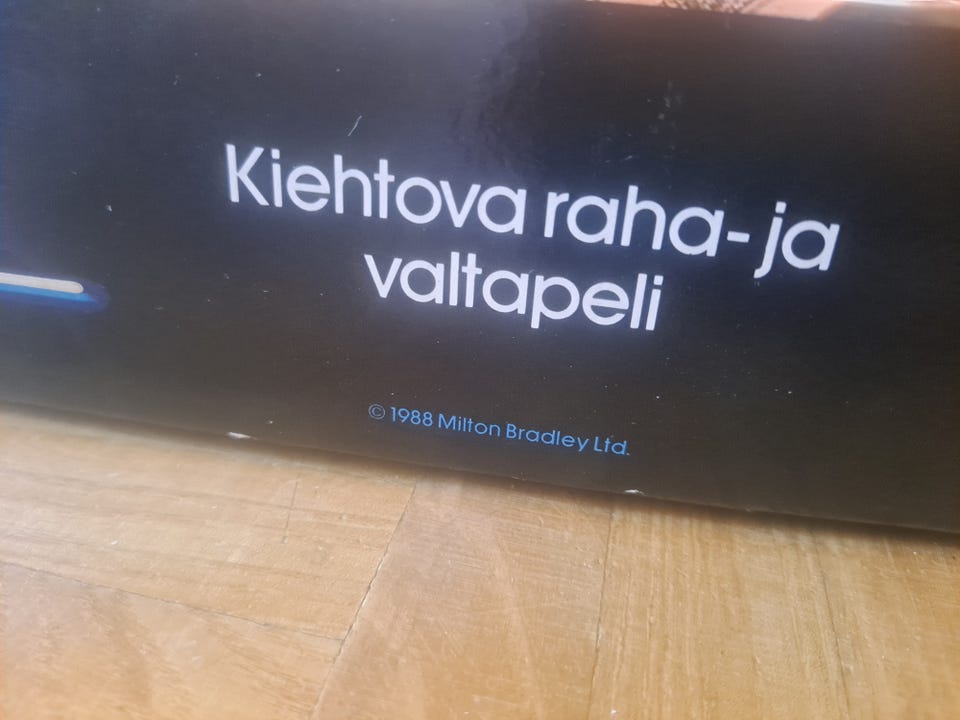 Kiehtova raha- ja
valtapeli
© 1988 Milton Bradley Ltd.